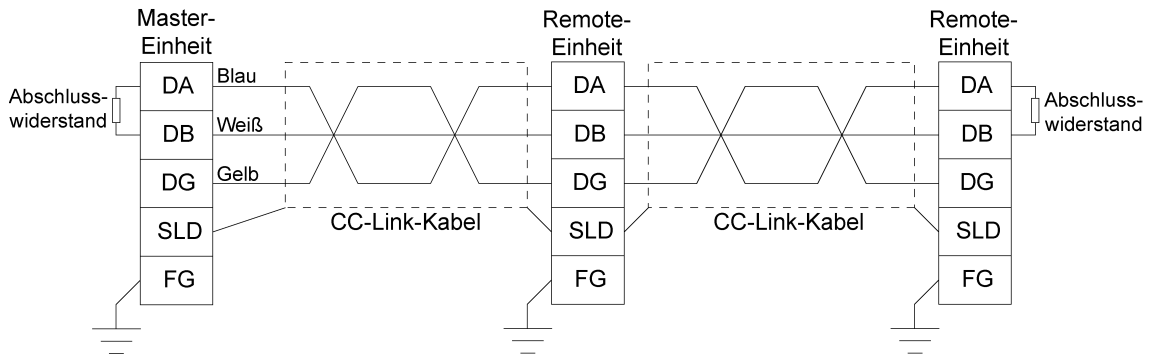 Master-
Einheit
Remote-
Einheit
Remote-
Einheit
Abschluss-
widerstand
DA
DB
DG
SLD
FG
Blau
Weiß
Gelb
CC-Link-Kabel
DA
DB
DG
SLD
FG
CC-Link-Kabel
DA
DB
DG
SLD
FG
Abschluss-
widerstand